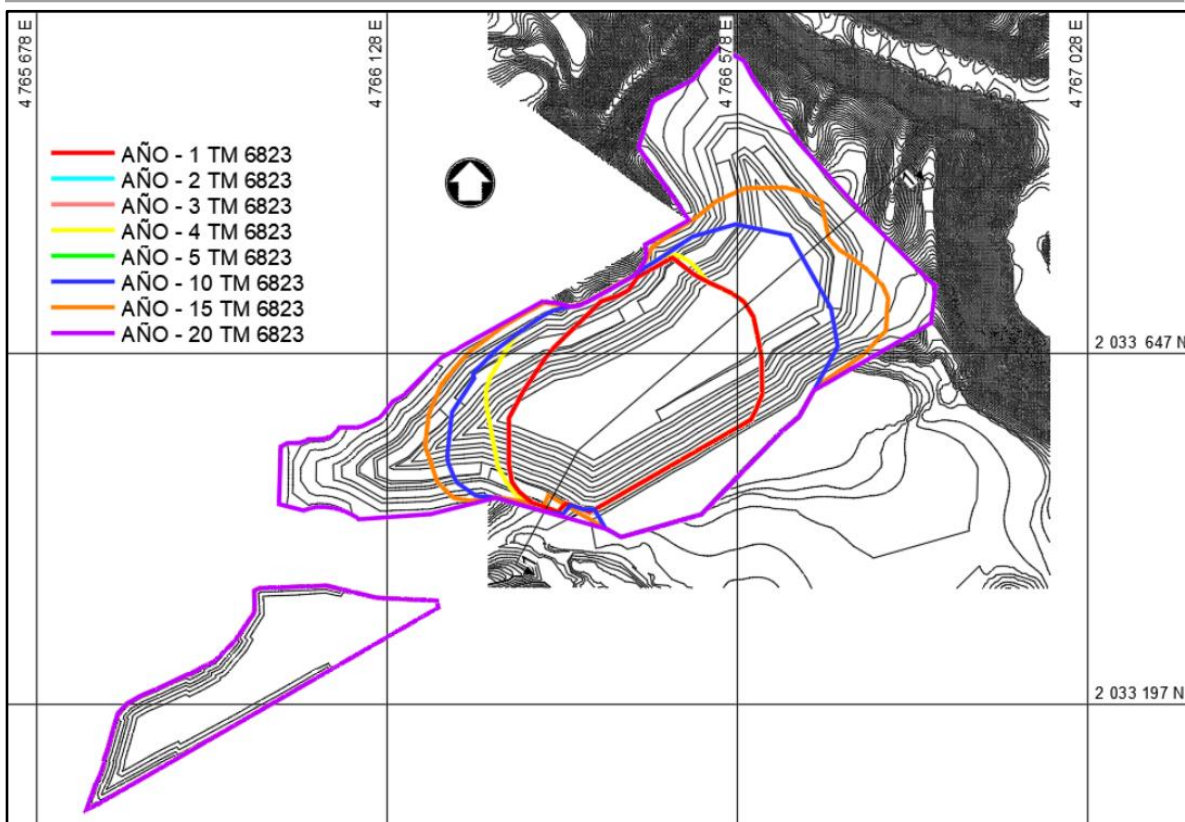 4 765 678 E
4 766 128 E
4 766 578 E
4 767 028 E
AÑO - 1 TM 6823
AÑO - 2 TM 6823
AÑO - 3 TM 6823
AÑO - 4 TM 6823
AÑO - 5 TM 6823
AÑO - 10 TM 6823
AÑO - 15 TM 6823
AÑO - 20 TM 6823
2 033 647 N
2 033 197 N